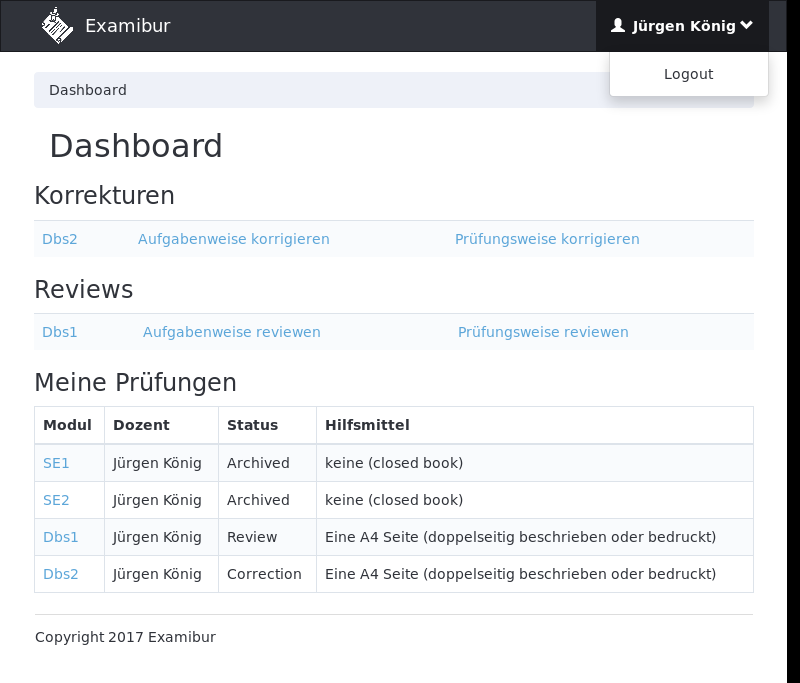 Examibur
Jürgen König
Logout
Dashboard
Dashboard
Korrekturen
Dbs2 Aufgabenweise korrigieren Prüfungsweise korrigieren
Reviews
Dbs1 Aufgabenweise reviewen Prüfungsweise reviewen
Meine Prüfungen
Modul Dozent Status Hilfsmittel
SE1 Jürgen König Archived keine (closed book)
SE2 Jürgen König Archived keine (closed book)
Dbs1 Jürgen König Review Eine A4 Seite (doppelseitig beschrieben oder bedruckt)
Dbs2 Jürgen König Correction Eine A4 Seite (doppelseitig beschrieben oder bedruckt)
Copyright 2017 Examibur